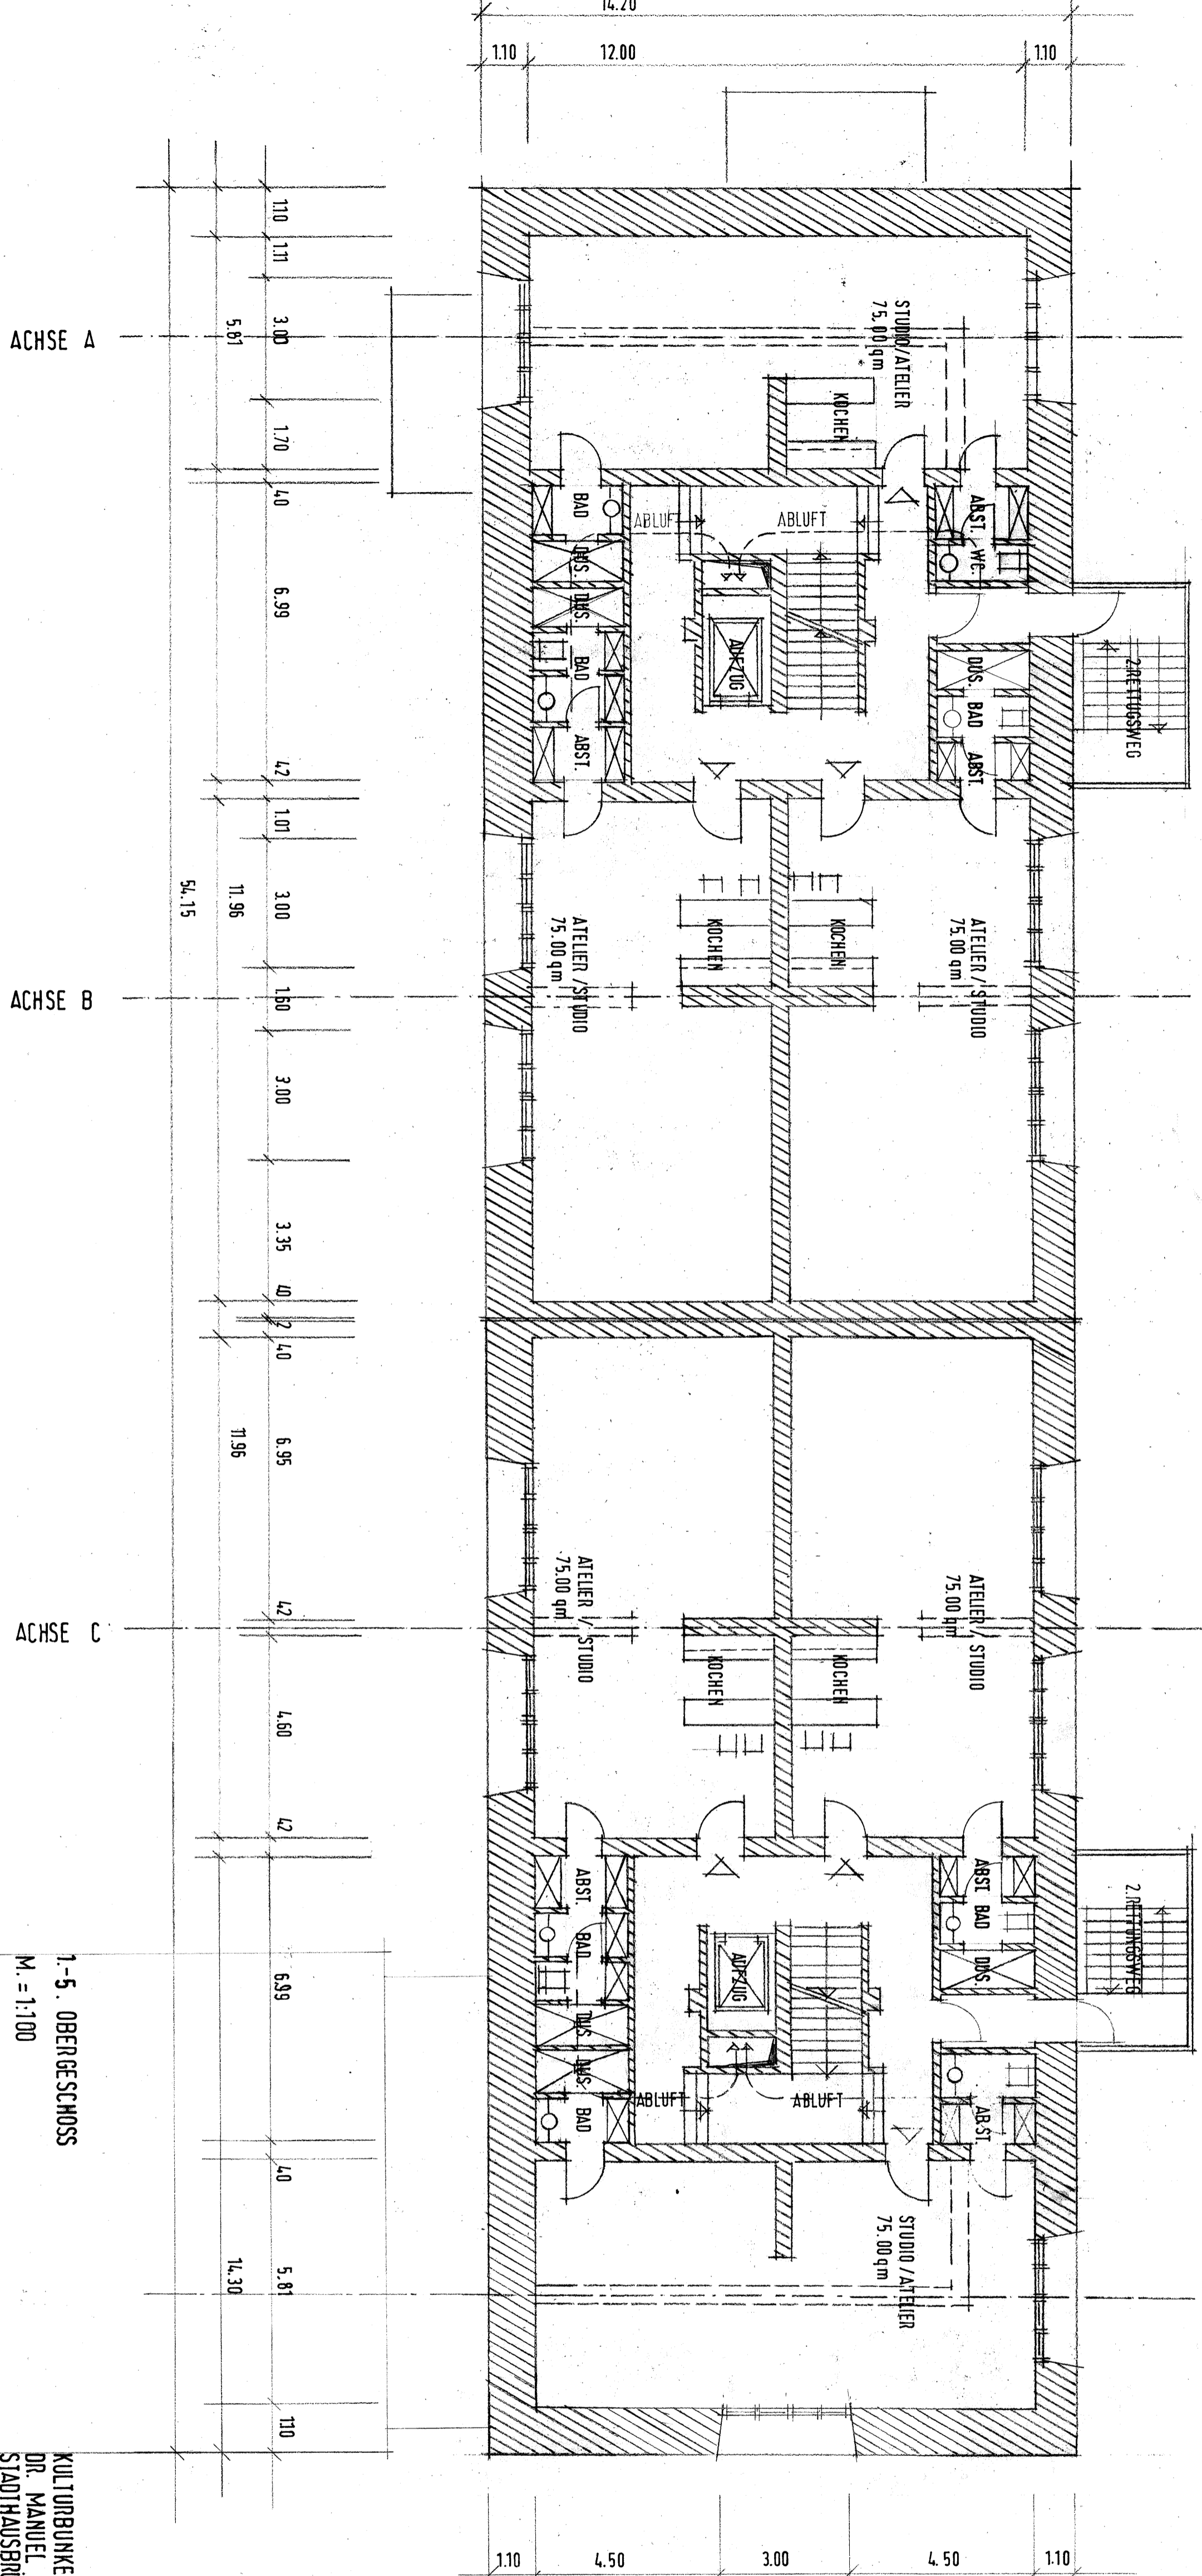 14.20
1.10
12.00
1.10
1.10
1.11
3.00
5.81
1.70
40
6.99
42
1.01
3.00
11.96
54.15
1.60
3.00
3.35
40
2
40
6.95
11.96
42
4.60
42
6.99
40
5.81
14.30
1.10
ACHSE A
ACHSE B
ACHSE C
STUDIO/ATELIER
75.00 qm
KOCHEN
BAD
ABLUFT
ABLUFT
ABST.
WC.
DUS.
DUS.
BAD
AUFZUG
DUS.
BAD
ABST.
ABST.
2.RETTUGSWEG
KOCHEN
KOCHEN
ATELIER / STUDIO
75.00 qm
ATELIER / STUDIO
75.00 qm
ATELIER / STUDIO
75.00 qm
ATELIER / STUDIO
75.00 qm
KOCHEN
KOCHEN
ABST.
ABST
BAD
BAD
AUFZUG
DUS.
2.RETTUNGSWEG
DUS
DUS.
ABLUFT
ABLUFT
BAD
ABST.
STUDIO /ATELIER
75.00 qm
1.-5. OBERGESCHOSS
M. = 1:100
KULTURBUNKE
DR. MANUEL
STADTHAUSBRÜ
1.10
4.50
3.00
4.50
1.10